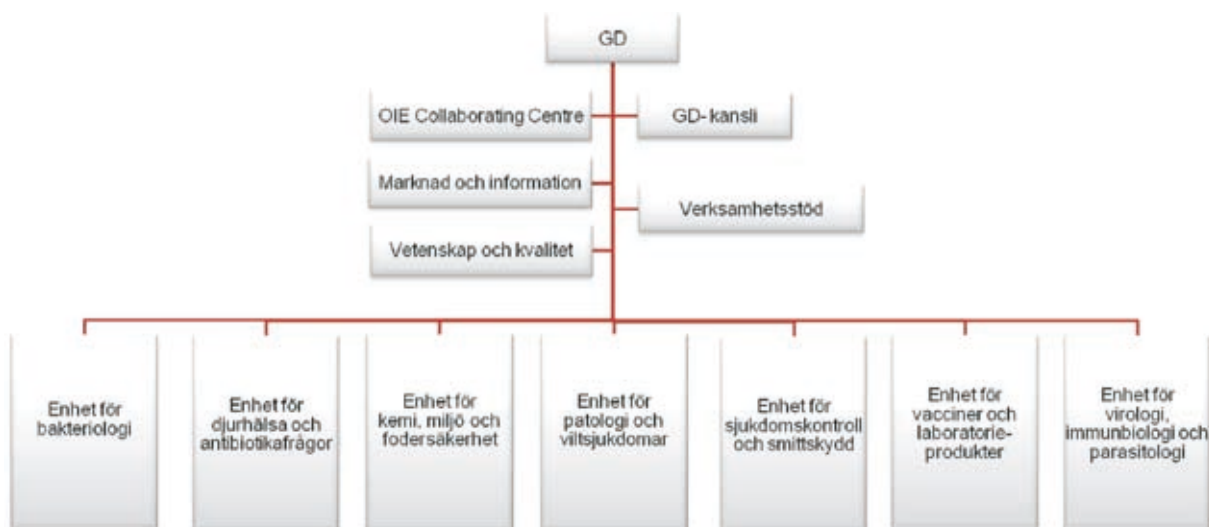 GD
OIE Collaborating Centre
GD- kansli
Marknad och information
Verksamhetsstöd
Vetenskap och kvalitet
Enhet för
bakteriologi
Enhet för
djurhälsa och
antibiotikafrågor
Enhet för
kemi, miljö och
fodersäkerhet
Enhet för
patologi och
viltsjukdomar
Enhet för
sjukdomskontroll
och smittskydd
Enhet för
vacciner och
laboratorie-
produkter
Enhet för
virologi,
immunbiologi och
parasitologi